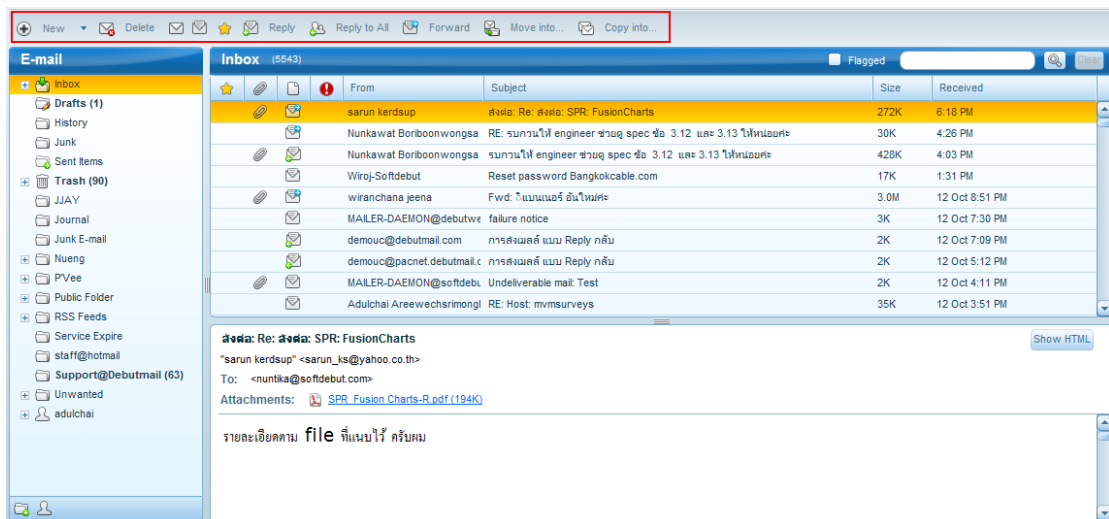 New Delete Reply Reply to All Forward Move into... Copy into...
E-mail
Inbox
Drafts (1)
History
Junk
Sent Items
Trash (90)
JJAY
Journal
Junk E-mail
Nueng
P'Vee
Public Folder
RSS Feeds
Service Expire
staff@hotmail
Support@Debutmail (63)
Unwanted
adulchai
Inbox (5543) Flagged Clear
From Subject Size Received
sarun kerdsup ส่งต่อ: Re: ส่งต่อ: SPR: FusionCharts 272K 6:18 PM
Nunkawat Boriboonwongsa RE: รบกวนให้ engineer ช่วยดู spec ข้อ 3.12 และ 3.13 ให้หน่อยค่ะ 30K 4:26 PM
Nunkawat Boriboonwongsa รบกวนให้ engineer ช่วยดู spec ข้อ 3.12 และ 3.13 ให้หน่อยค่ะ 428K 4:03 PM
Wiroj-Softdebut Reset password Bangkokcable.com 17K 1:31 PM
wiranchana jeena Fwd: แบนเนอร์ อันใหม่ค่ะ 3.0M 12 Oct 8:51 PM
MAILER-DAEMON@debutwe failure notice 3K 12 Oct 7:30 PM
demouc@debutmail.com การส่งเมลล์ แบบ Reply กลับ 2K 12 Oct 7:09 PM
demouc@pacnet.debutmail.c การส่งเมลล์ แบบ Reply กลับ 2K 12 Oct 5:12 PM
MAILER-DAEMON@softdebu Undeliverable mail: Test 2K 12 Oct 4:11 PM
Adulchai Areewechsrimongl RE: Host: mvmsurveys 35K 12 Oct 3:51 PM
ส่งต่อ: Re: ส่งต่อ: SPR: FusionCharts Show HTML
"sarun kerdsup" <sarun_ks@yahoo.co.th>
To: <nuntika@softdebut.com>
Attachments: SPR_Fusion Charts-R.pdf (194K)
รายละเอียดตาม file ที่แนบไว้ ครับผม